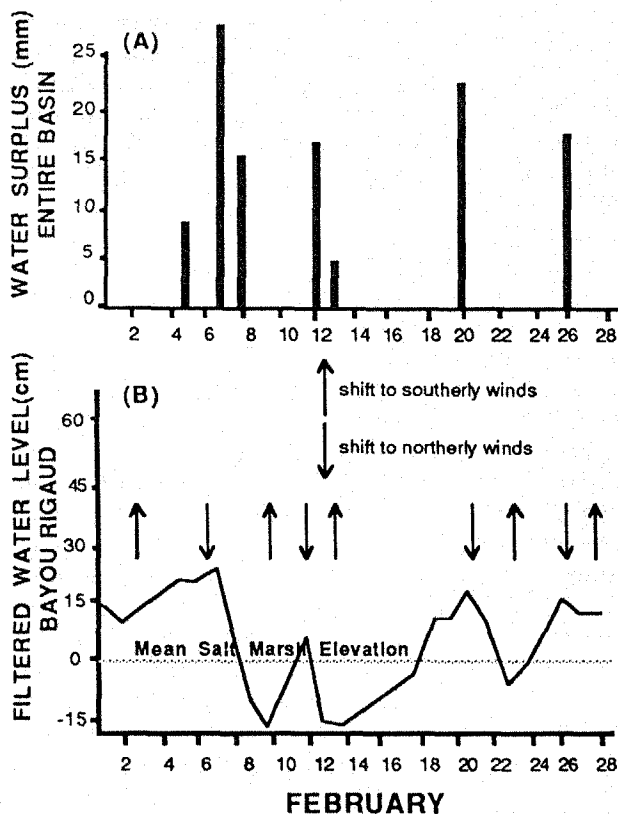 (A)
WATER SURPLUS (mm)
ENTIRE BASIN
25
20
15
10
5
0
2 4 6 8 10 12 14 16 18 20 22 24 26 28
shift to southerly winds
shift to northerly winds
(B)
FILTERED WATER LEVEL(cm)
BAYOU RIGAUD
60
45
30
15
0
-15
Mean Salt Marsh Elevation
2 4 6 8 10 12 14 16 18 20 22 24 26 28
FEBRUARY